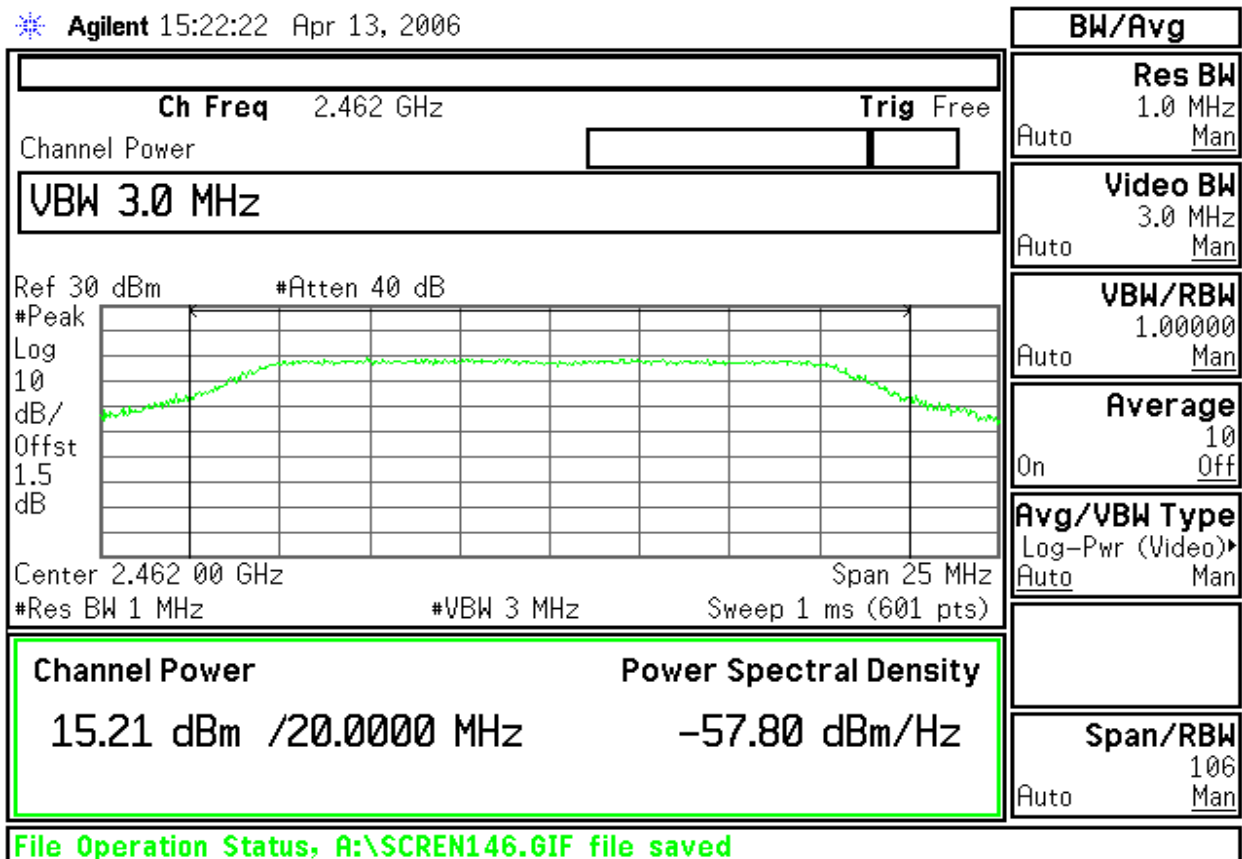 Agilent 15:22:22 Apr 13, 2006
BW/Avg
Ch Freq 2.462 GHz Trig Free
Channel Power
VBW 3.0 MHz
Ref 30 dBm #Atten 40 dB
#Peak
Log
10
dB/
Offst
1.5
dB
Center 2.462 00 GHz Span 25 MHz
#Res BW 1 MHz #VBW 3 MHz Sweep 1 ms (601 pts)
Channel Power Power Spectral Density
15.21 dBm /20.0000 MHz -57.80 dBm/Hz
Res BW
1.0 MHz
Auto Man
Video BW
3.0 MHz
Auto Man
VBW/RBW
1.00000
Auto Man
Average
10
On Off
Avg/VBW Type
Log-Pwr (Video)
Auto Man
Span/RBW
106
Auto Man
File Operation Status, A:\SCREN146.GIF file saved